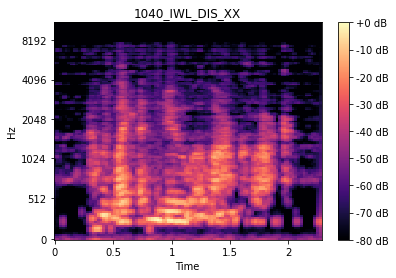 1040_IWL_DIS_XX
8192
4096
2048
1024
512
0
Hz
0
0.5
1
1.5
2
Time
+0 dB
-10 dB
-20 dB
-30 dB
-40 dB
-50 dB
-60 dB
-70 dB
-80 dB